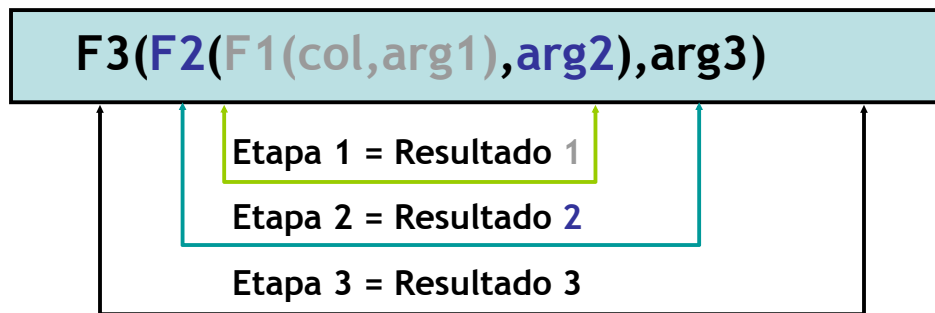 F3(F2(F1(col,arg1),arg2),arg3)
Etapa 1 = Resultado 1
Etapa 2 = Resultado 2
Etapa 3 = Resultado 3